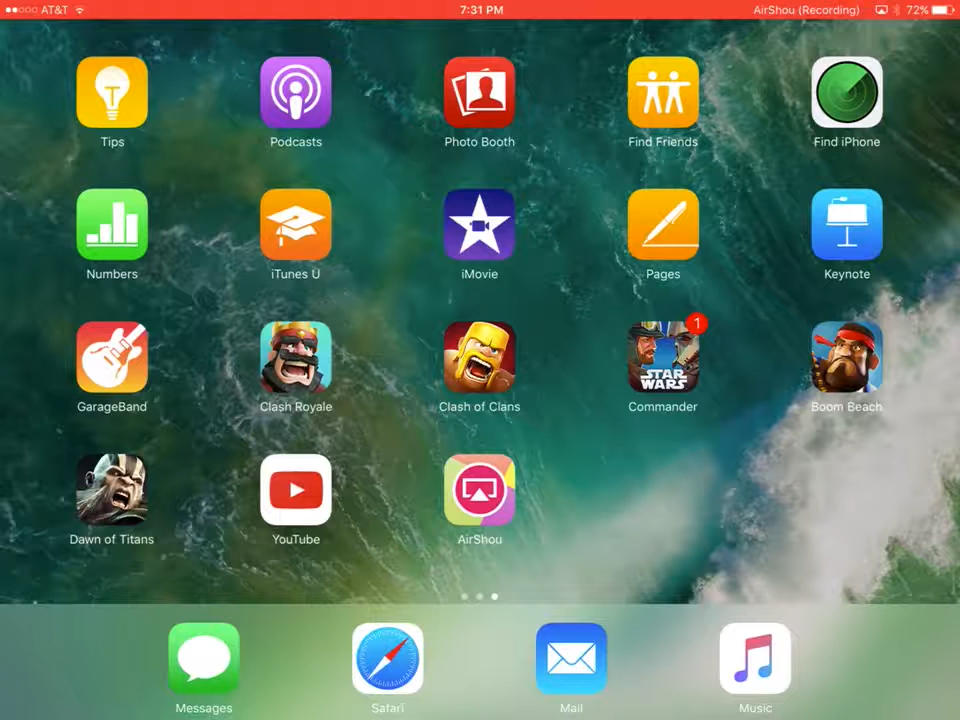 AT&T 7:31 PM AirShou (Recording) 72%
Tips Podcasts Photo Booth Find Friends Find iPhone
Numbers iTunes U iMovie Pages Keynote
1
STAR
WARS
GarageBand Clash Royale Clash of Clans Commander Boom Beach
Dawn of Titans YouTube AirShou
Messages Safari Mail Music